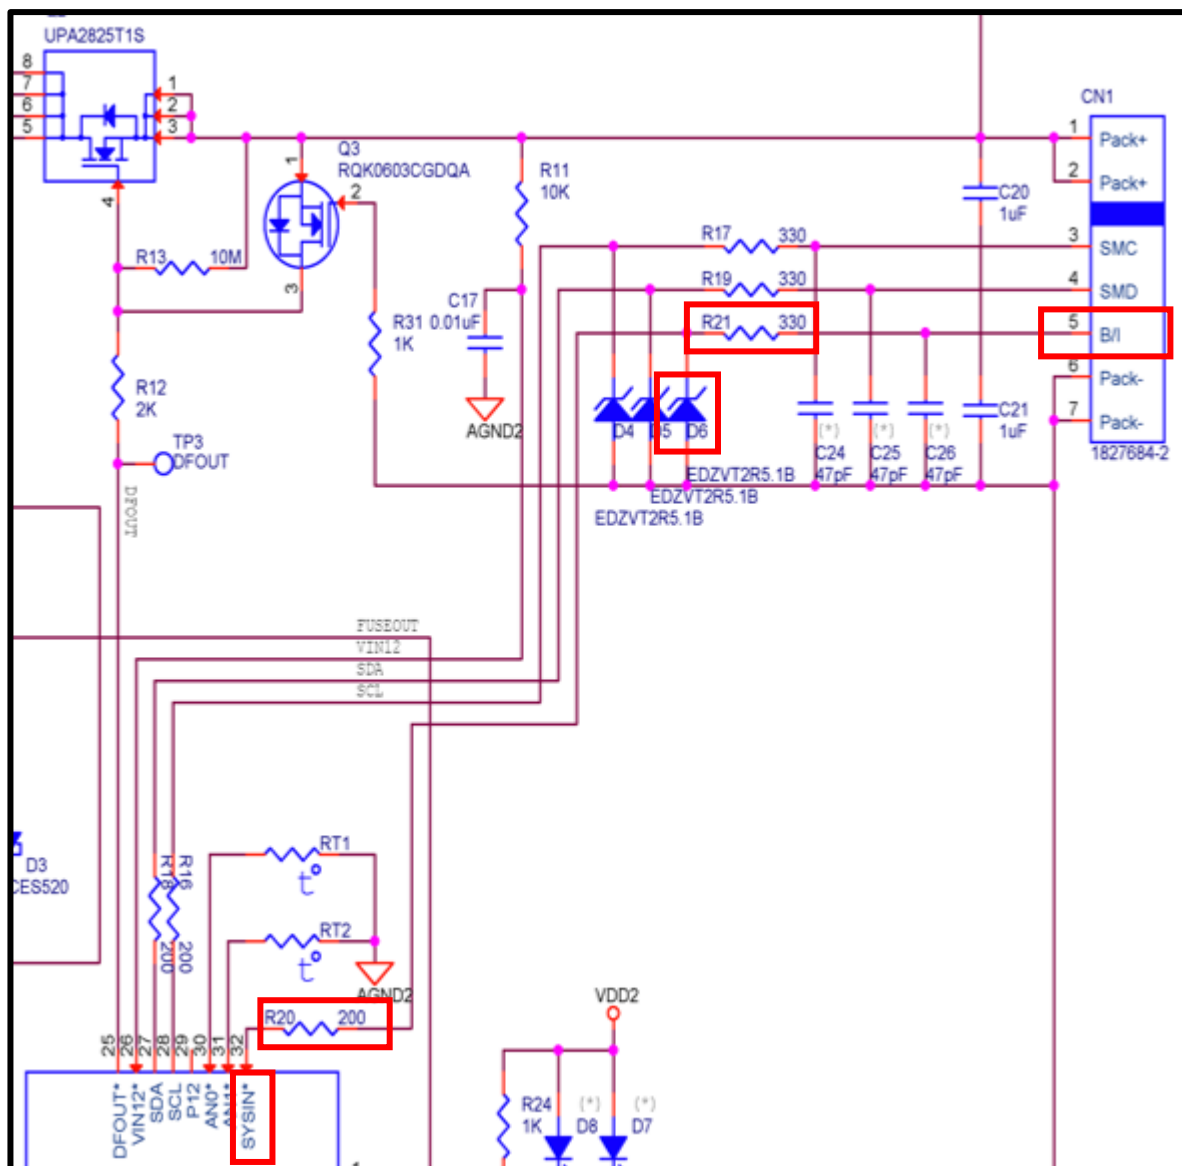 UPA2825T1S
8
7
6
5
1
2
3
4
Q3
RQK0603CGDQA
1
2
3
R11
10K
CN1
1
Pack+
2
Pack+
C20
1uF
R13
10M
R17
330
3
SMC
R19
330
4
SMD
C17
0.01uF
R31
1K
R21
330
5
B/I
6
Pack-
7
Pack-
1827684-2
R12
2K
AGND2
D4
D5
D6
(*)
C24
47pF
(*)
C25
47pF
(*)
C26
47pF
C21
1uF
EDZVT2R5.1B
EDZVT2R5.1B
EDZVT2R5.1B
TP3
DFOUT
DFOUT
FUSEOUT
VIN12
SDA
SCL
D3
CES520
R18
200
R16
200
RT1
t°
RT2
t°
AGND2
R20
200
VDD2
25
26
27
28
29
30
31
32
DFOUT*
VIN12*
SDA
SCL
P12
AN0*
AN1*
SYSIN*
R24
1K
(*)
D8
(*)
D7